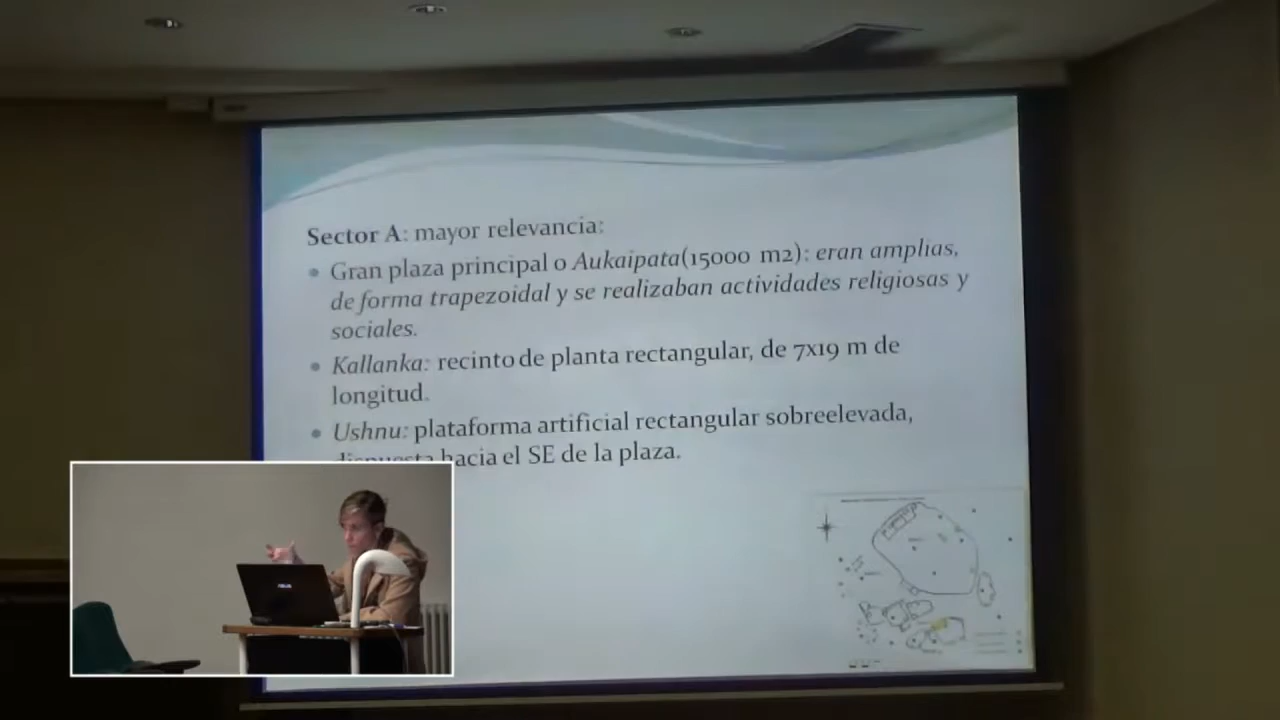 Sector A: mayor relevancia:
• Gran plaza principal o Aukaipata(15000 m2): eran amplias,
de forma trapezoidal y se realizaban actividades religiosas y
sociales.
• Kallanka: recinto de planta rectangular, de 7x19 m de
longitud.
• Ushnu: plataforma artificial rectangular sobreelevada,
dispuesta hacia el SE de la plaza.
ASUS